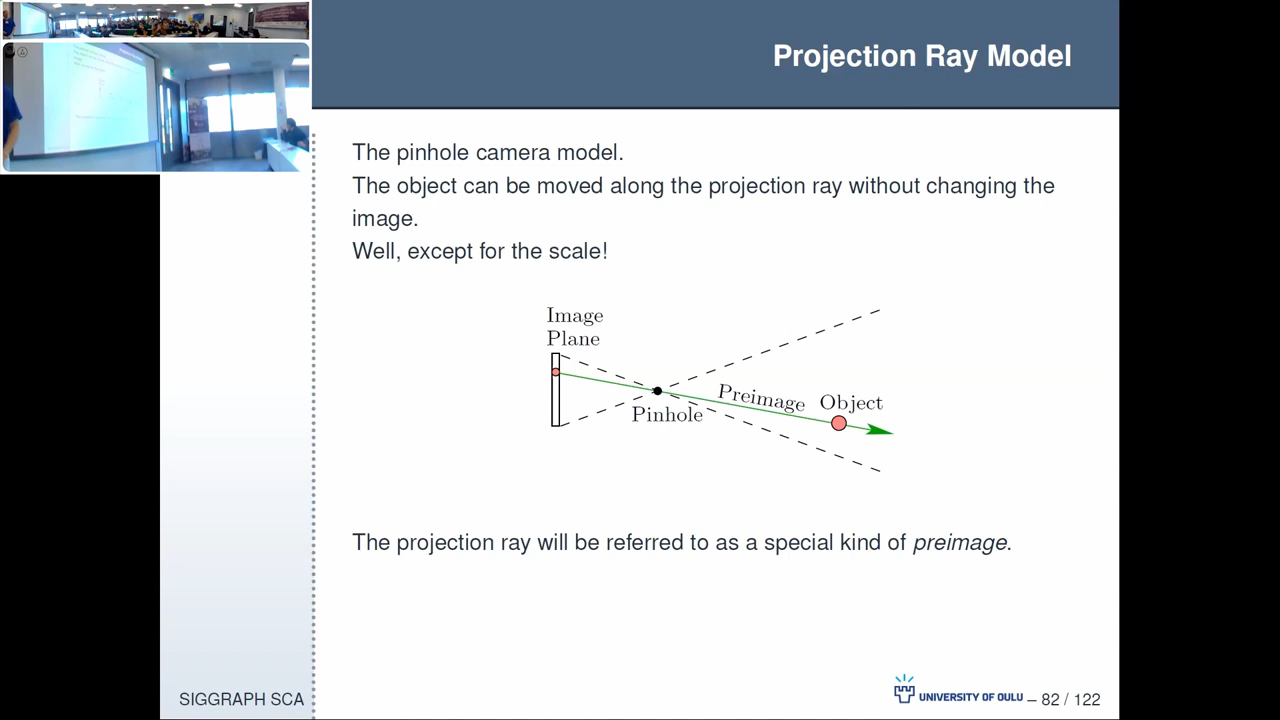 Projection Ray Model
The pinhole camera model.
The object can be moved along the projection ray without changing the
image.
Well, except for the scale!
Image
Plane
Preimage
Object
Pinhole
The projection ray will be referred to as a special kind of preimage.
SIGGRAPH SCA
UNIVERSITY OF OULU – 82 / 122